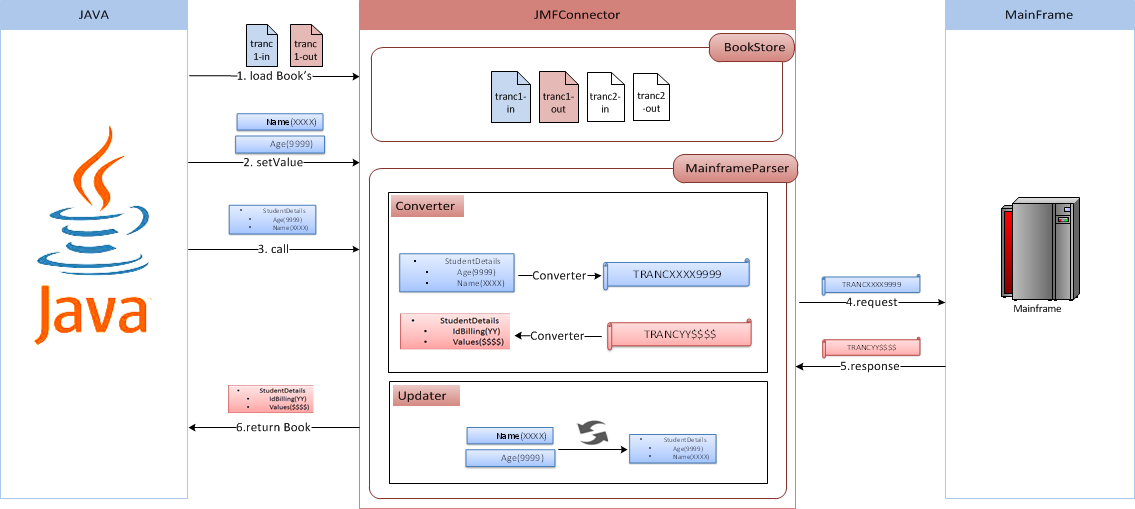 JAVA
JMFConnector
MainFrame
tranc
1-in
tranc
1-out
1. load Book's
BookStore
tranc1-
in
tranc1-
out
tranc2-
in
tranc2
-out
Name(XXXX)
Age(9999)
2. setValue
MainframeParser
Converter
• StudentDetails
• Age(9999)
• Name(XXXX)
3. call
• StudentDetails
• Age(9999)
• Name(XXXX)
Converter
TRANCXXXX9999
• StudentDetails
• IdBilling(YY)
• Values($$$$)
Converter
TRANCYY$$$$
TRANCXXXX9999
4.request
TRANCYY$$$$
5.response
Mainframe
Java
• StudentDetails
• IdBilling(YY)
• Values($$$$)
6.return Book
Updater
Name(XXXX)
Age(9999)
• StudentDetails
• Age(9999)
• Name(XXXX)